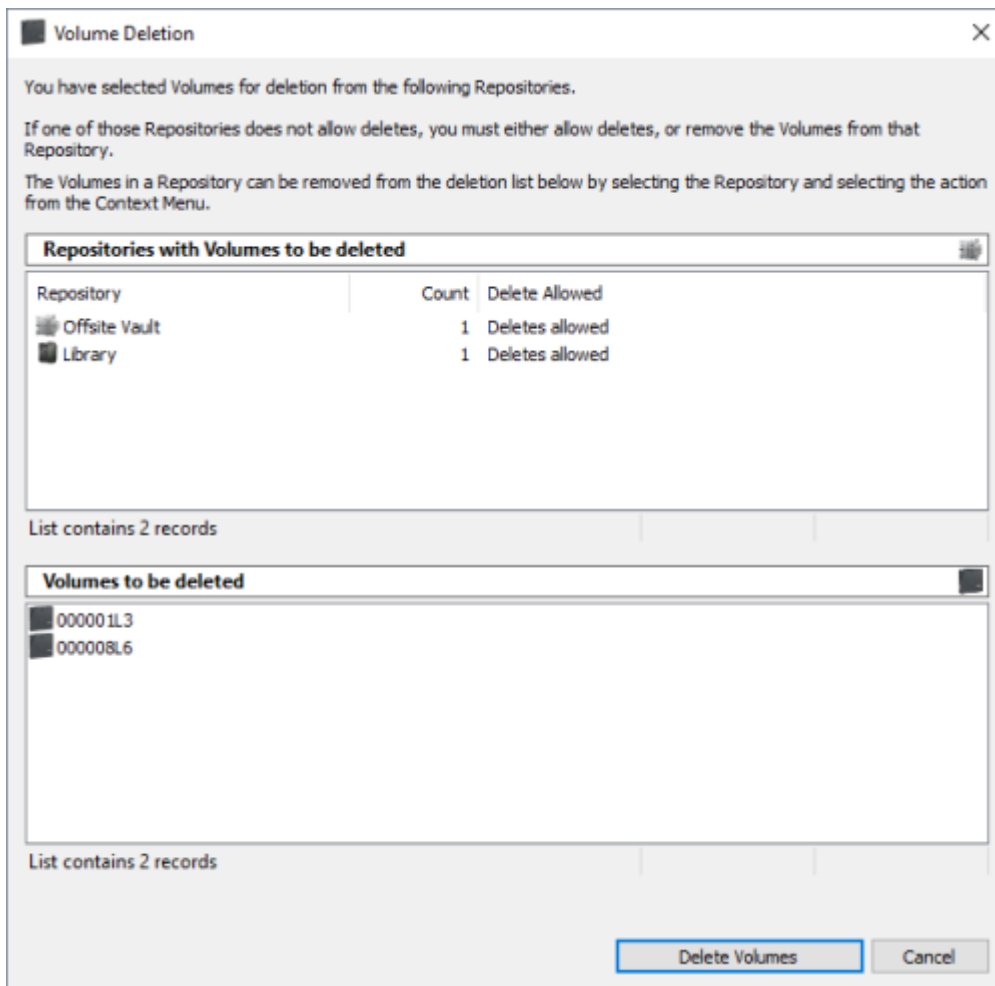 Volume Deletion
You have selected Volumes for deletion from the following Repositories.
If one of those Repositories does not allow deletes, you must either allow deletes, or remove the Volumes from that
Repository.
The Volumes in a Repository can be removed from the deletion list below by selecting the Repository and selecting the action
from the Context Menu.
Repositories with Volumes to be deleted
Repository Count Delete Allowed
Offsite Vault 1 Deletes allowed
Library 1 Deletes allowed
List contains 2 records
Volumes to be deleted
000001L3
000008L6
List contains 2 records
Delete Volumes Cancel